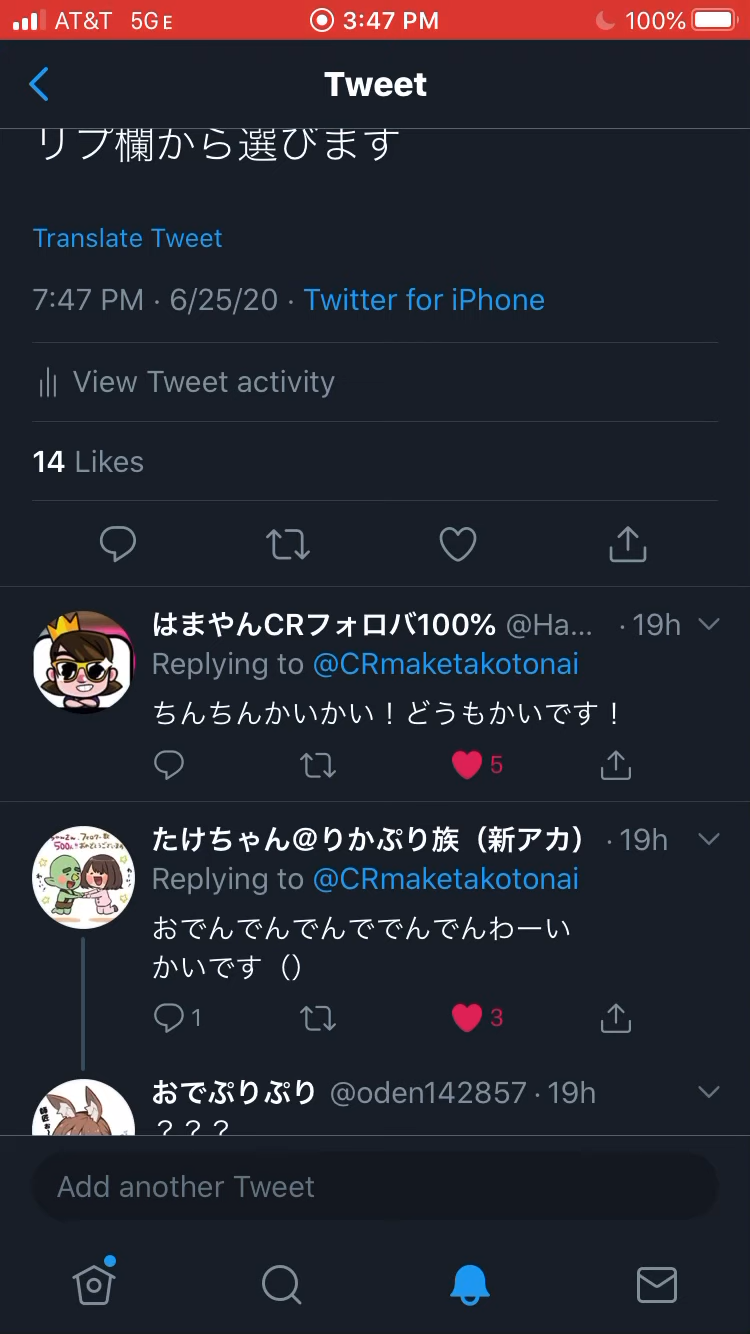 AT&T 5GE 3:47 PM 100%
Tweet
リプ欄から選びます
Translate Tweet
7:47 PM · 6/25/20 · Twitter for iPhone
View Tweet activity
14 Likes
はまやんCRフォロバ100% @Ha... · 19h
Replying to @CRmaketakotonai
ちんちんかいかい！どうもかいです！
5
たけちゃん@りかぷり族（新アカ） · 19h
Replying to @CRmaketakotonai
おでんでんでんででんでんわーい
かいです（）
1 3
おでぷりぷり @oden142857 · 19h
？？？
Add another Tweet